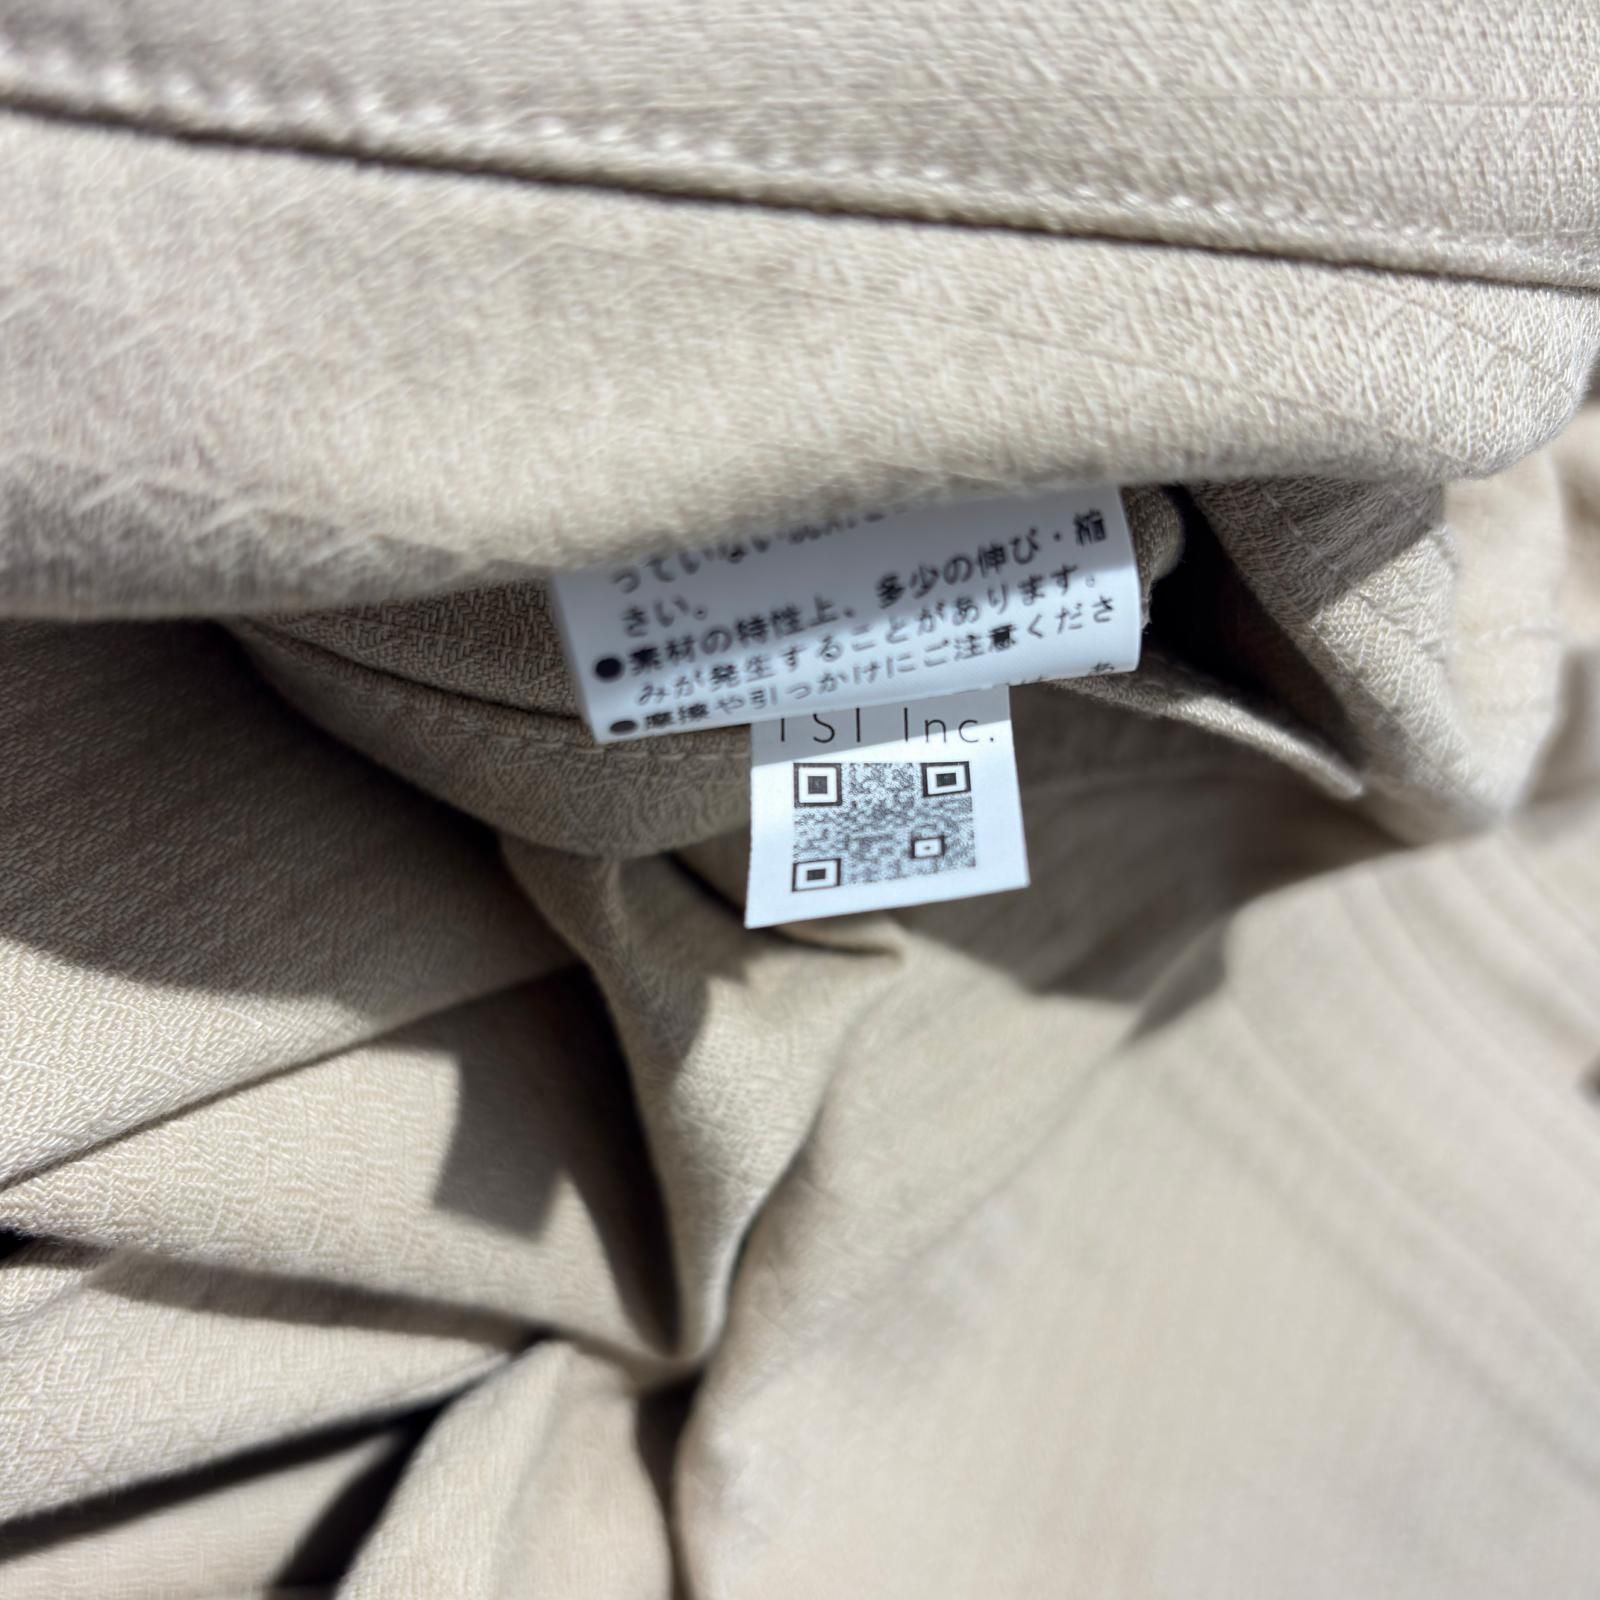 っていない
さい。
●素材の特性上、多少の伸び・縮
みが発生することがあります。
●摩擦や引っかけにご注意くださ
TSI Inc.